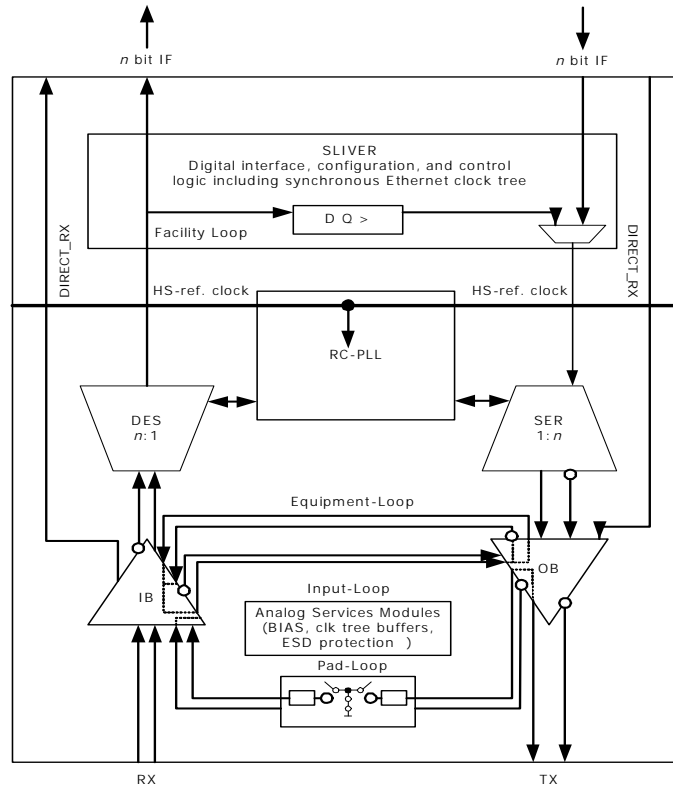 n bit IF
n bit IF
SLIVER
Digital interface, configuration, and control
logic including synchronous Ethernet clock tree
D Q >
Facility Loop
DIRECT_RX
DIRECT_RX
HS-ref. clock
HS-ref. clock
RC-PLL
DES
n:1
SER
1:n
Equipment-Loop
IB
OB
Input-Loop
Analog Services Modules
(BIAS, clk tree buffers,
ESD protection )
Pad-Loop
RX
TX